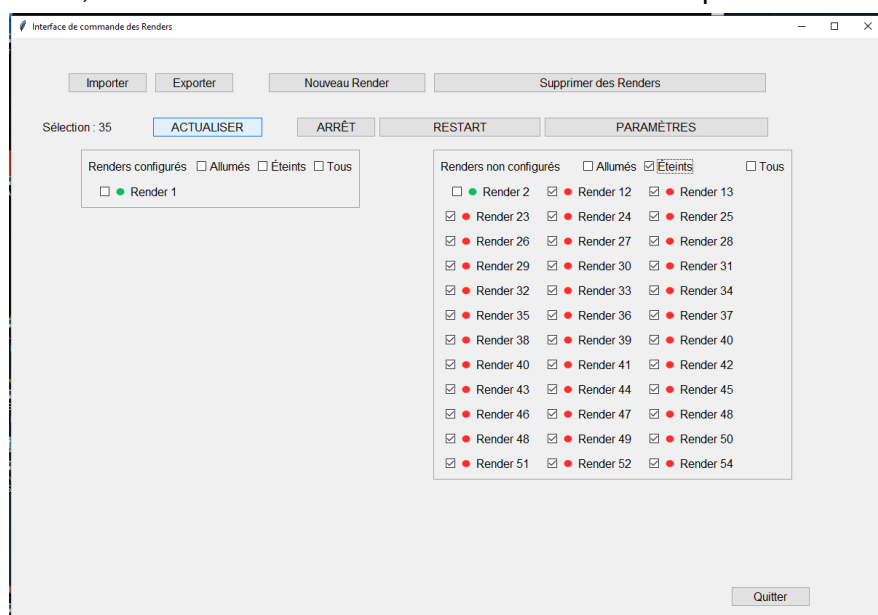 Interface de commande des Renders
Importer Exporter Nouveau Render Supprimer des Renders
Sélection : 35 ACTUALISER ARRÊT RESTART PARAMÈTRES
Renders configurés Allumés Éteints Tous
Render 1
Renders non configurés Allumés Éteints Tous
Render 2 Render 12 Render 13
Render 23 Render 24 Render 25
Render 26 Render 27 Render 28
Render 29 Render 30 Render 31
Render 32 Render 33 Render 34
Render 35 Render 36 Render 37
Render 38 Render 39 Render 40
Render 40 Render 41 Render 42
Render 43 Render 44 Render 45
Render 46 Render 47 Render 48
Render 48 Render 49 Render 50
Render 51 Render 52 Render 54
Quitter